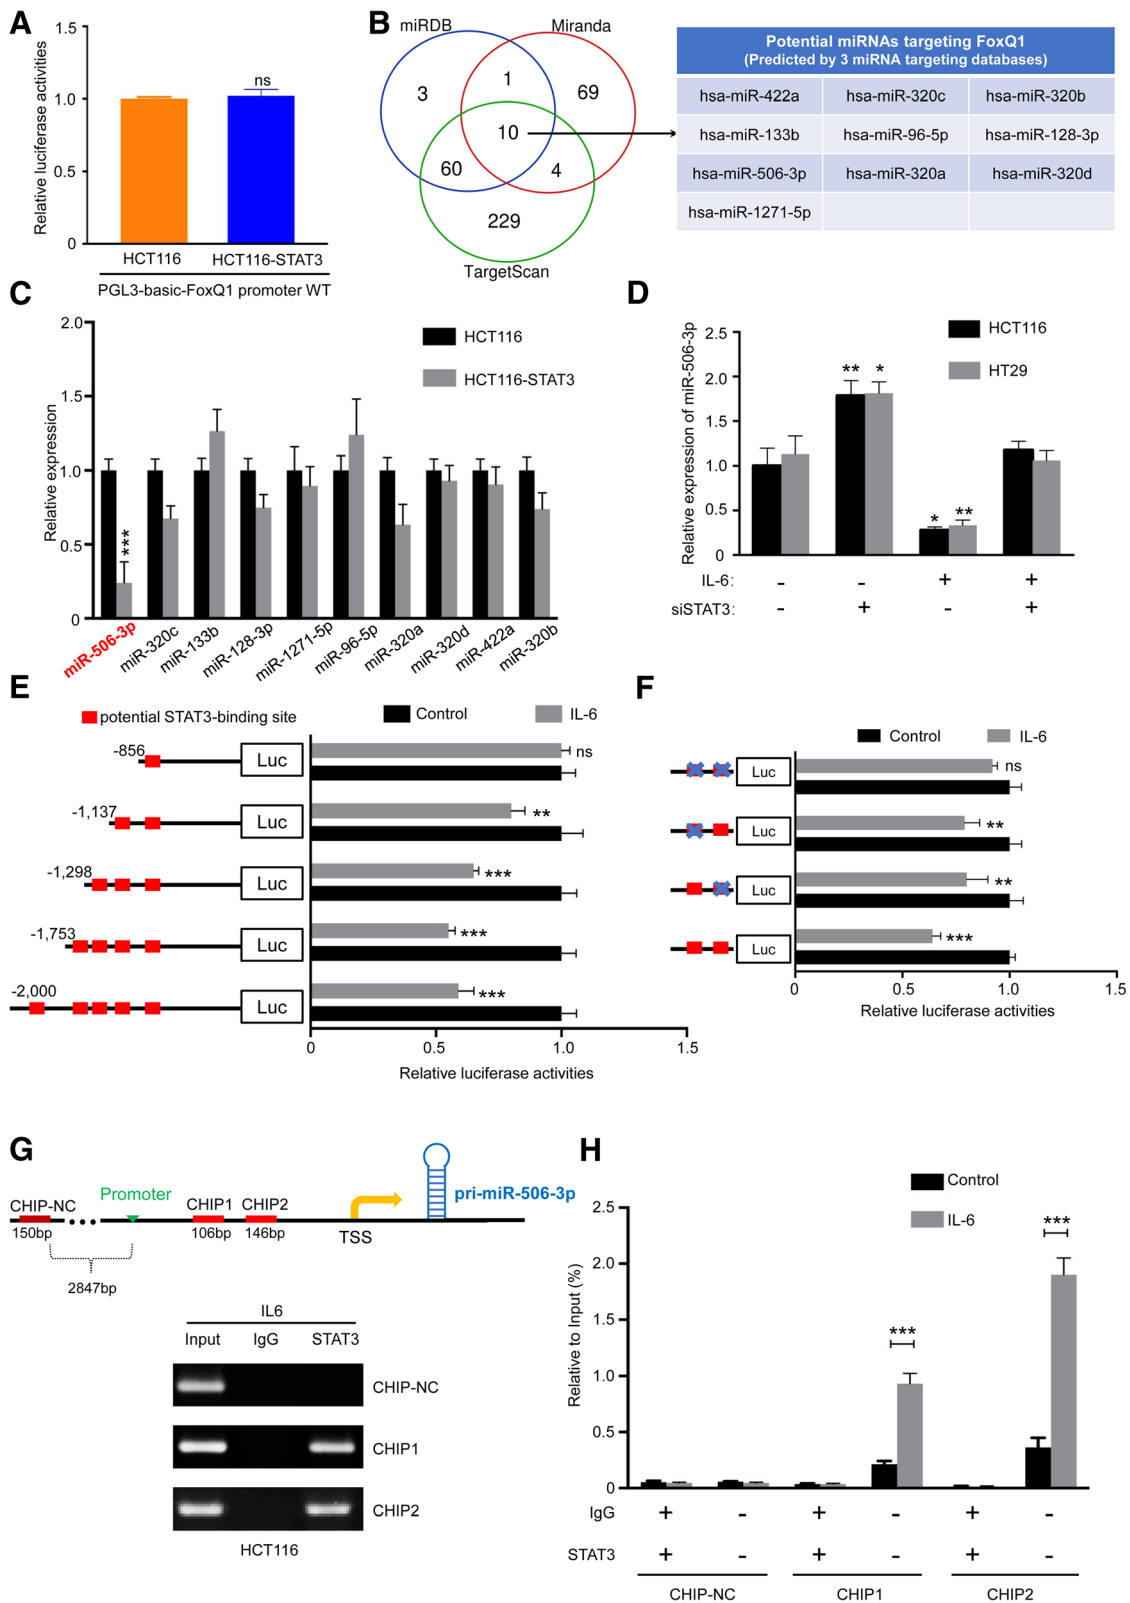 A
1.5
1.0
0.5
0
Relative luciferase activities
ns
HCT116
HCT116-STAT3
PGL3-basic-FoxQ1 promoter WT
B
miRDB
Miranda
3
1
69
10
60
4
229
TargetScan
Potential miRNAs targeting FoxQ1
(Predicted by 3 miRNA targeting databases)
hsa-miR-422a hsa-miR-320c hsa-miR-320b
hsa-miR-133b hsa-miR-96-5p hsa-miR-128-3p
hsa-miR-506-3p hsa-miR-320a hsa-miR-320d
hsa-miR-1271-5p
C
2.0
1.5
1.0
0.5
0
Relative expression
HCT116
HCT116-STAT3
***
miR-506-3p
miR-320c
miR-133b
miR-128-3p
miR-1271-5p
miR-96-5p
miR-320a
miR-320d
miR-422a
miR-320b
D
2.5
2.0
1.5
1.0
0.5
0
Relative expression of miR-506-3p
HCT116
HT29
** *
* **
IL-6: - - + +
siSTAT3: - + - +
E
potential STAT3-binding site
Control
IL-6
-856
Luc
ns
-1,137
Luc
**
-1,298
Luc
***
-1,753
Luc
***
-2,000
Luc
***
0 0.5 1.0 1.5
Relative luciferase activities
F
Control
IL-6
Luc
ns
Luc
**
Luc
**
Luc
***
0 0.5 1.0 1.5
Relative luciferase activities
G
CHIP-NC
150bp
Promoter
2847bp
CHIP1
106bp
CHIP2
146bp
TSS
pri-miR-506-3p
IL6
Input IgG STAT3
CHIP-NC
CHIP1
CHIP2
HCT116
H
Control
IL-6
2.5
2.0
1.5
1.0
0.5
0
Relative to Input (%)
***
***
IgG + - + - + -
STAT3 + - + - + -
CHIP-NC CHIP1 CHIP2